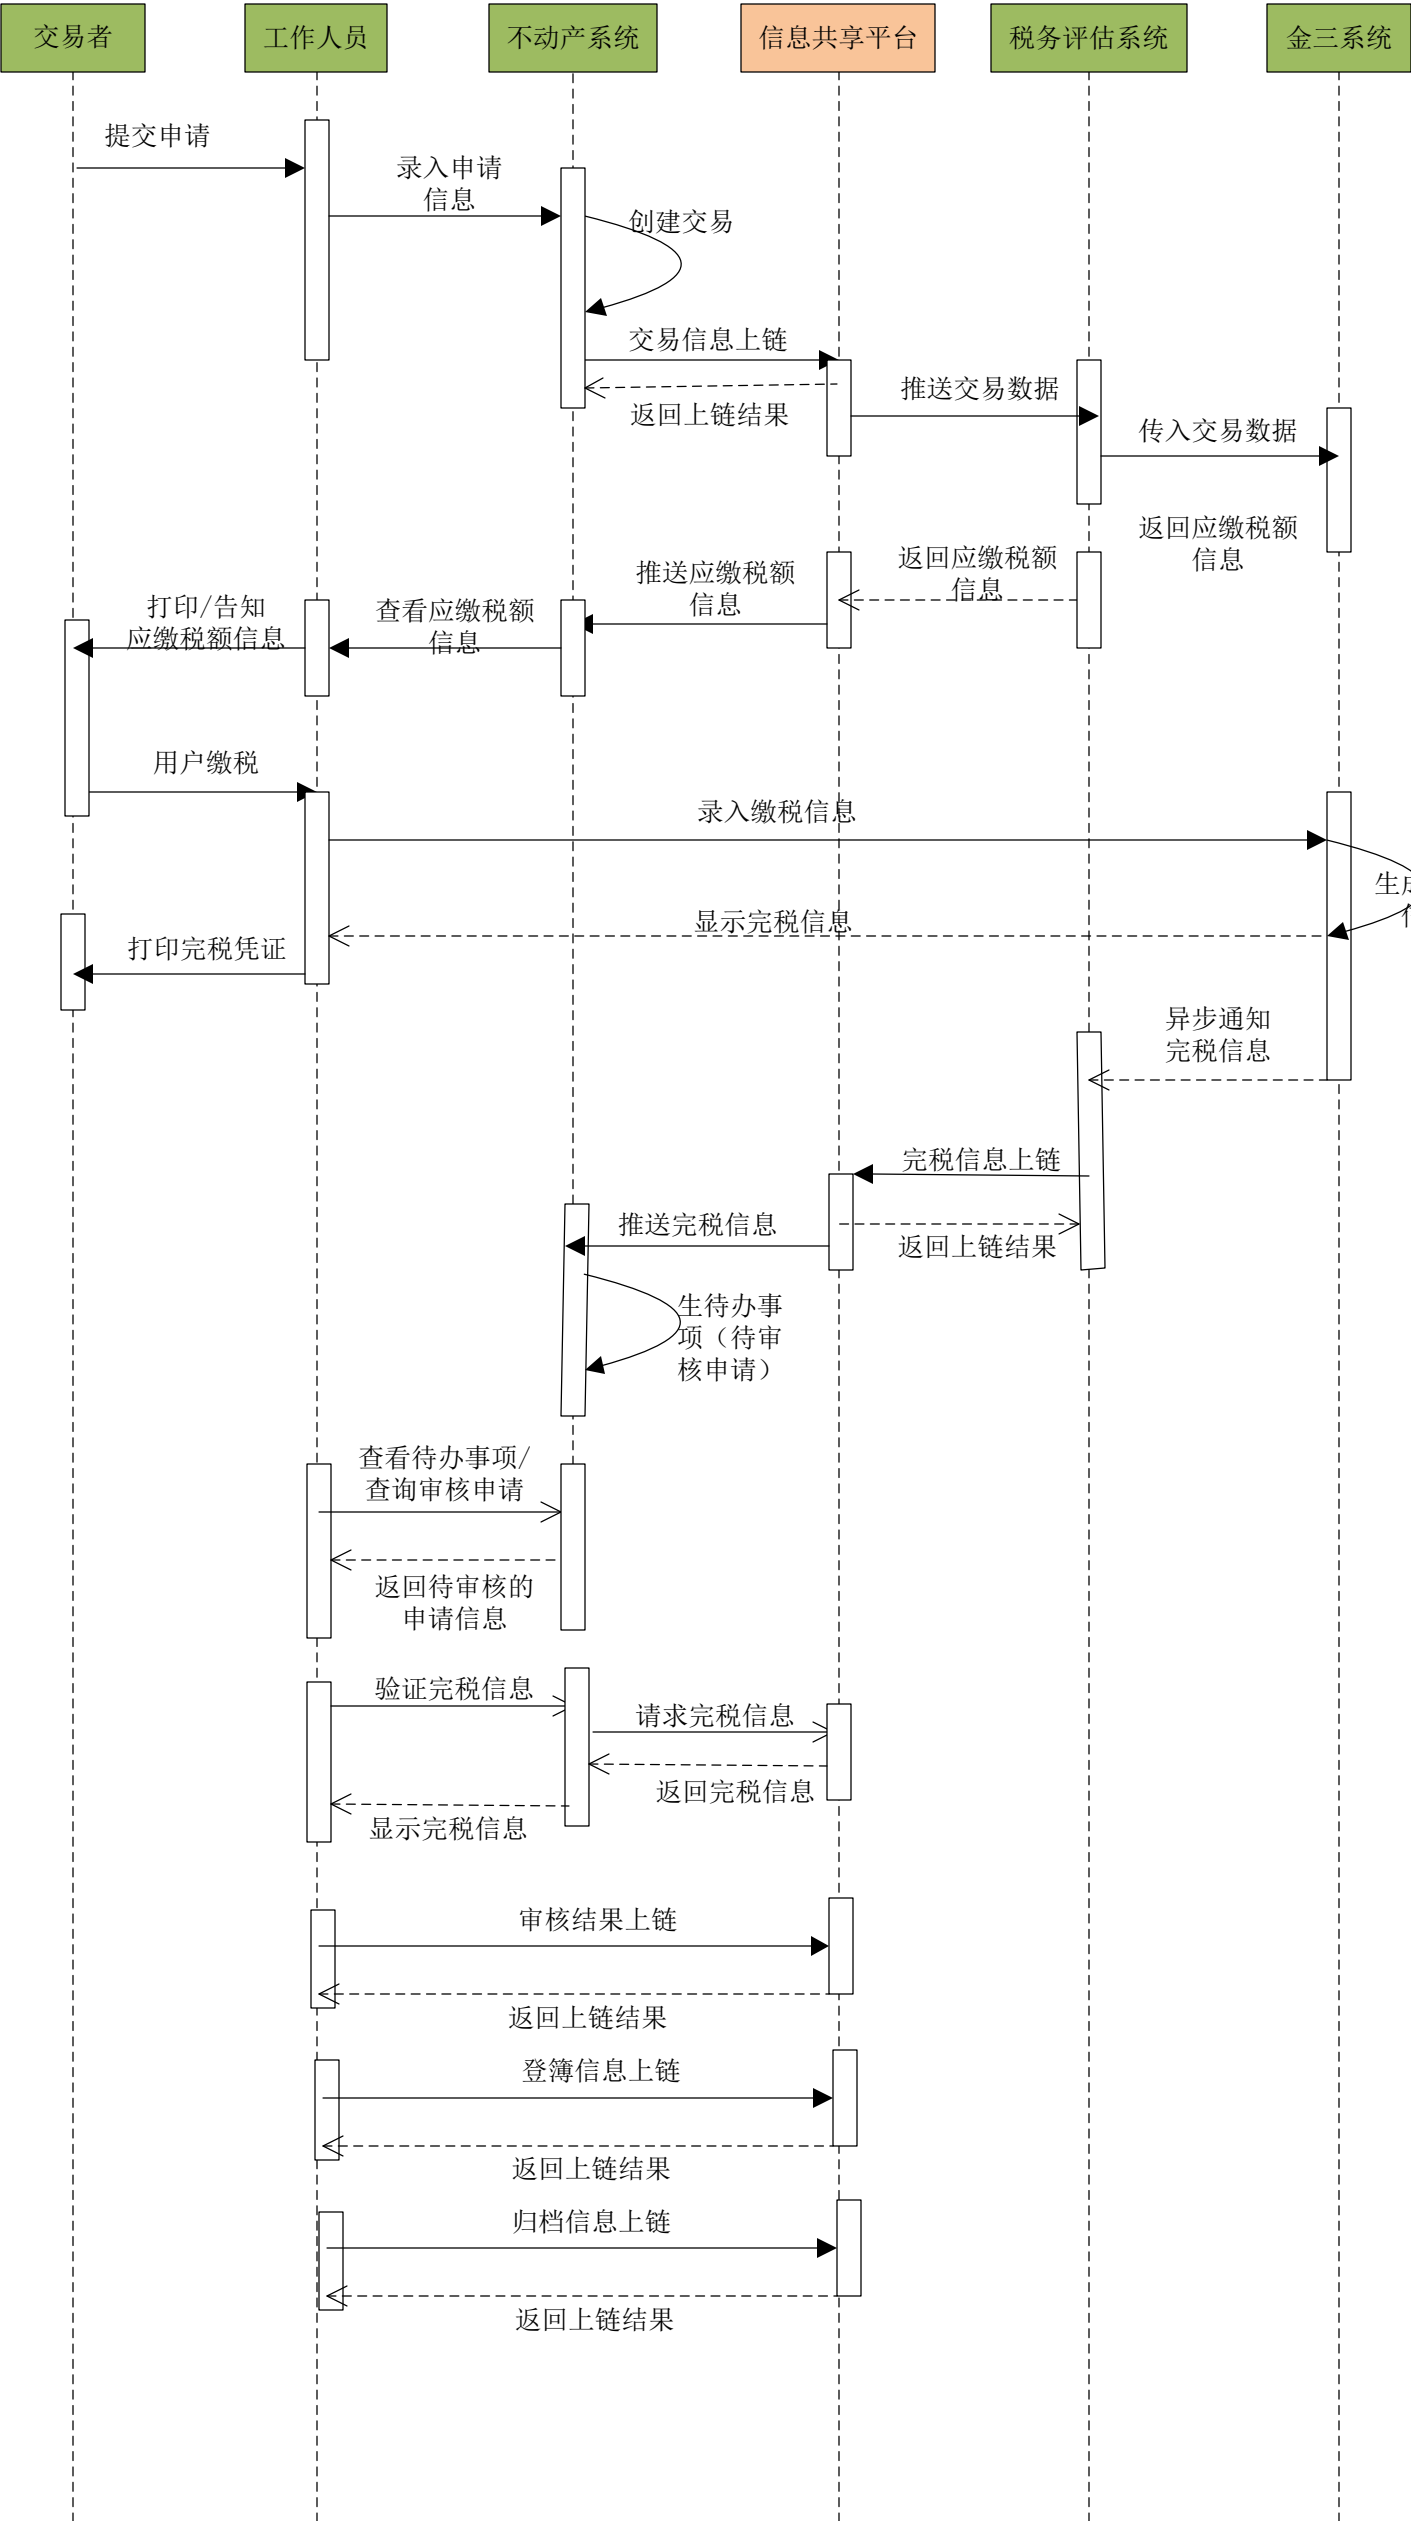 交易者
工作人员
不动产系统
信息共享平台
税务评估系统
金三系统
提交申请
录入申请
信息
创建交易
交易信息上链
返回上链结果
推送交易数据
传入交易数据
返回应缴税额
信息
返回应缴税额
信息
推送应缴税额
信息
查看应缴税额
信息
打印/告知
应缴税额信息
用户缴税
录入缴税信息
生
显示完税信息
打印完税凭证
异步通知
完税信息
完税信息上链
返回上链结果
推送完税信息
生待办事
项（待审
核申请）
查看待办事项/
查询审核申请
返回待审核的
申请信息
验证完税信息
请求完税信息
返回完税信息
显示完税信息
审核结果上链
返回上链结果
登簿信息上链
返回上链结果
归档信息上链
返回上链结果